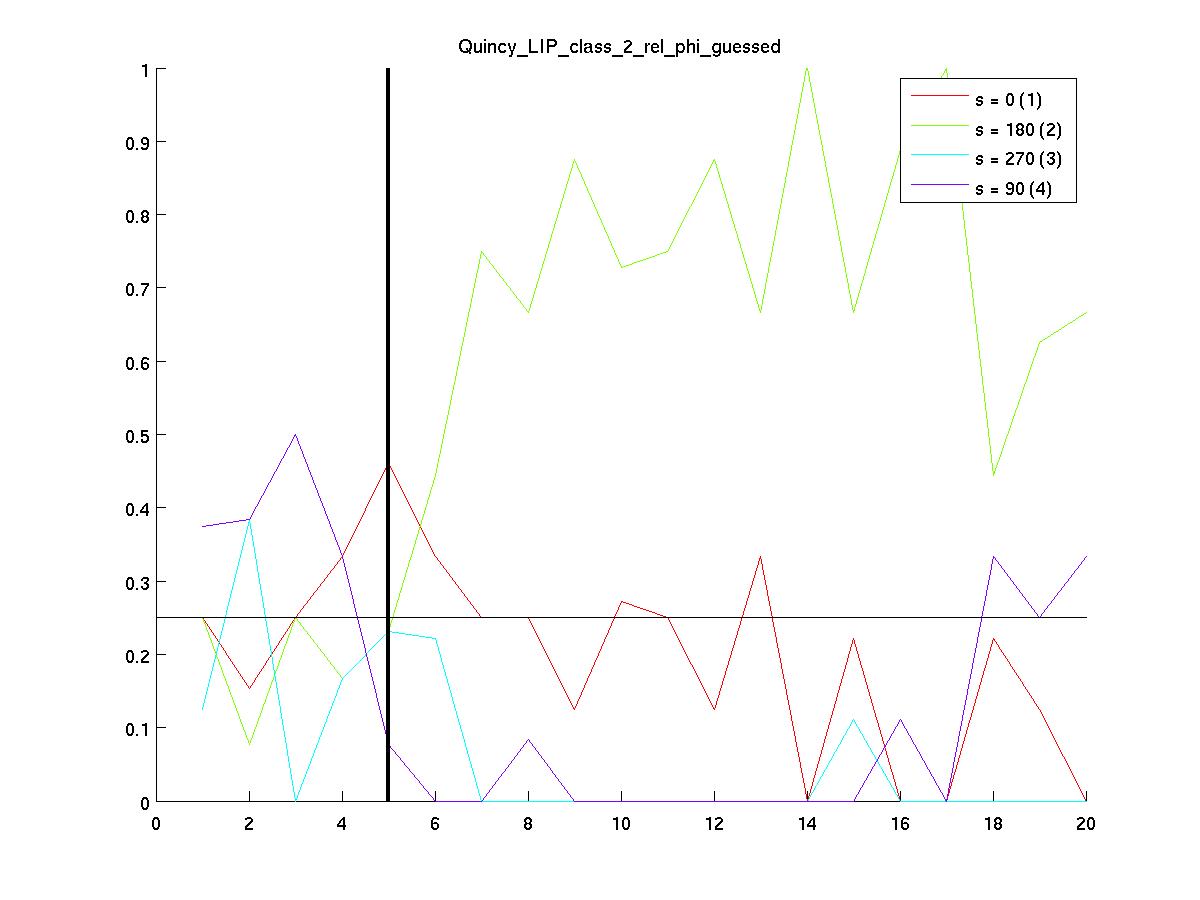 Quincy_LIP_class_2_rel_phi_guessed
1
0.9
0.8
0.7
0.6
0.5
0.4
0.3
0.2
0.1
0
s = 0 (1)
s = 180 (2)
s = 270 (3)
s = 90 (4)
0 2 4 6 8 10 12 14 16 18 20